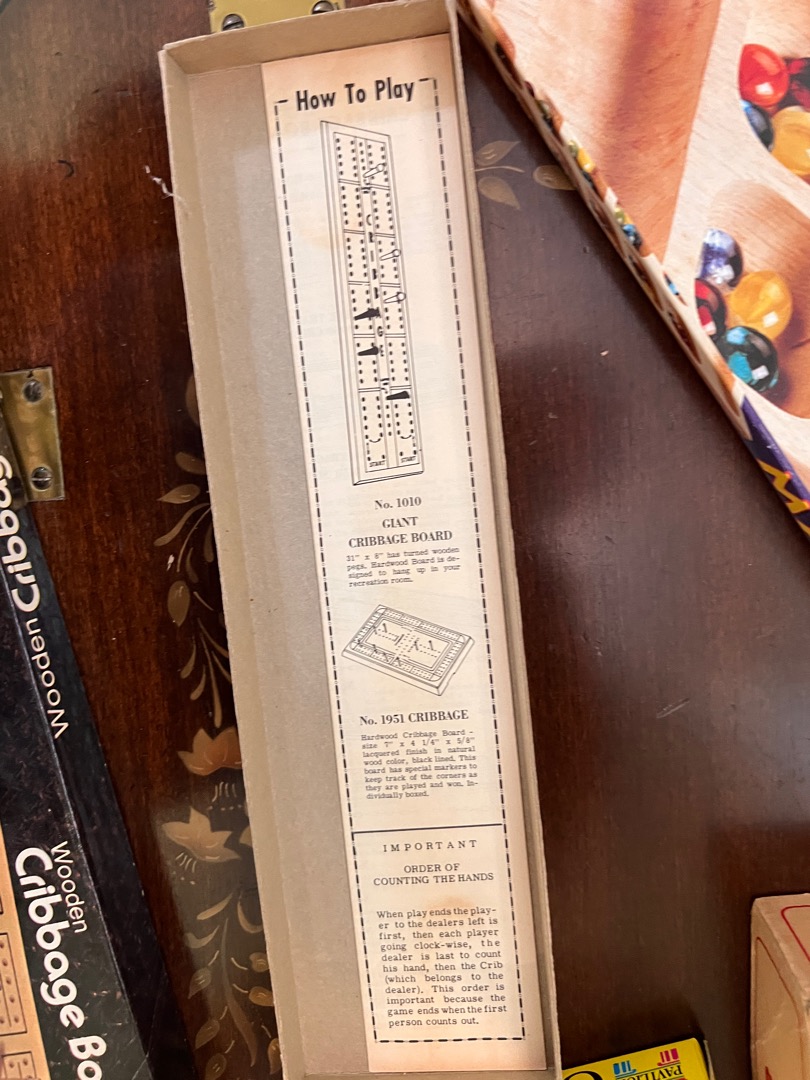 How To Play
START START
No. 1010
GIANT
CRIBBAGE BOARD
31" x 8" has turned wooden
pegs. Hardwood Board is de-
signed to hang up in your
recreation room.
No. 1951 CRIBBAGE
Hardwood Cribbage Board -
size 7" x 4 1/4" x 5/8"
lacquered finish in natural
wood color, black lined. This
board has special markers to
keep track of the corners as
they are played and won. In-
dividually boxed.
IMPORTANT
ORDER OF
COUNTING THE HANDS
When play ends the play-
er to the dealers left is
first, then each player
going clock-wise, the
dealer is last to count
his hand, then the Crib
(which belongs to the
dealer). This order is
important because the
game ends when the first
person counts out.
Wooden Cribbag
Wooden
Cribbage Bo
PAVILI